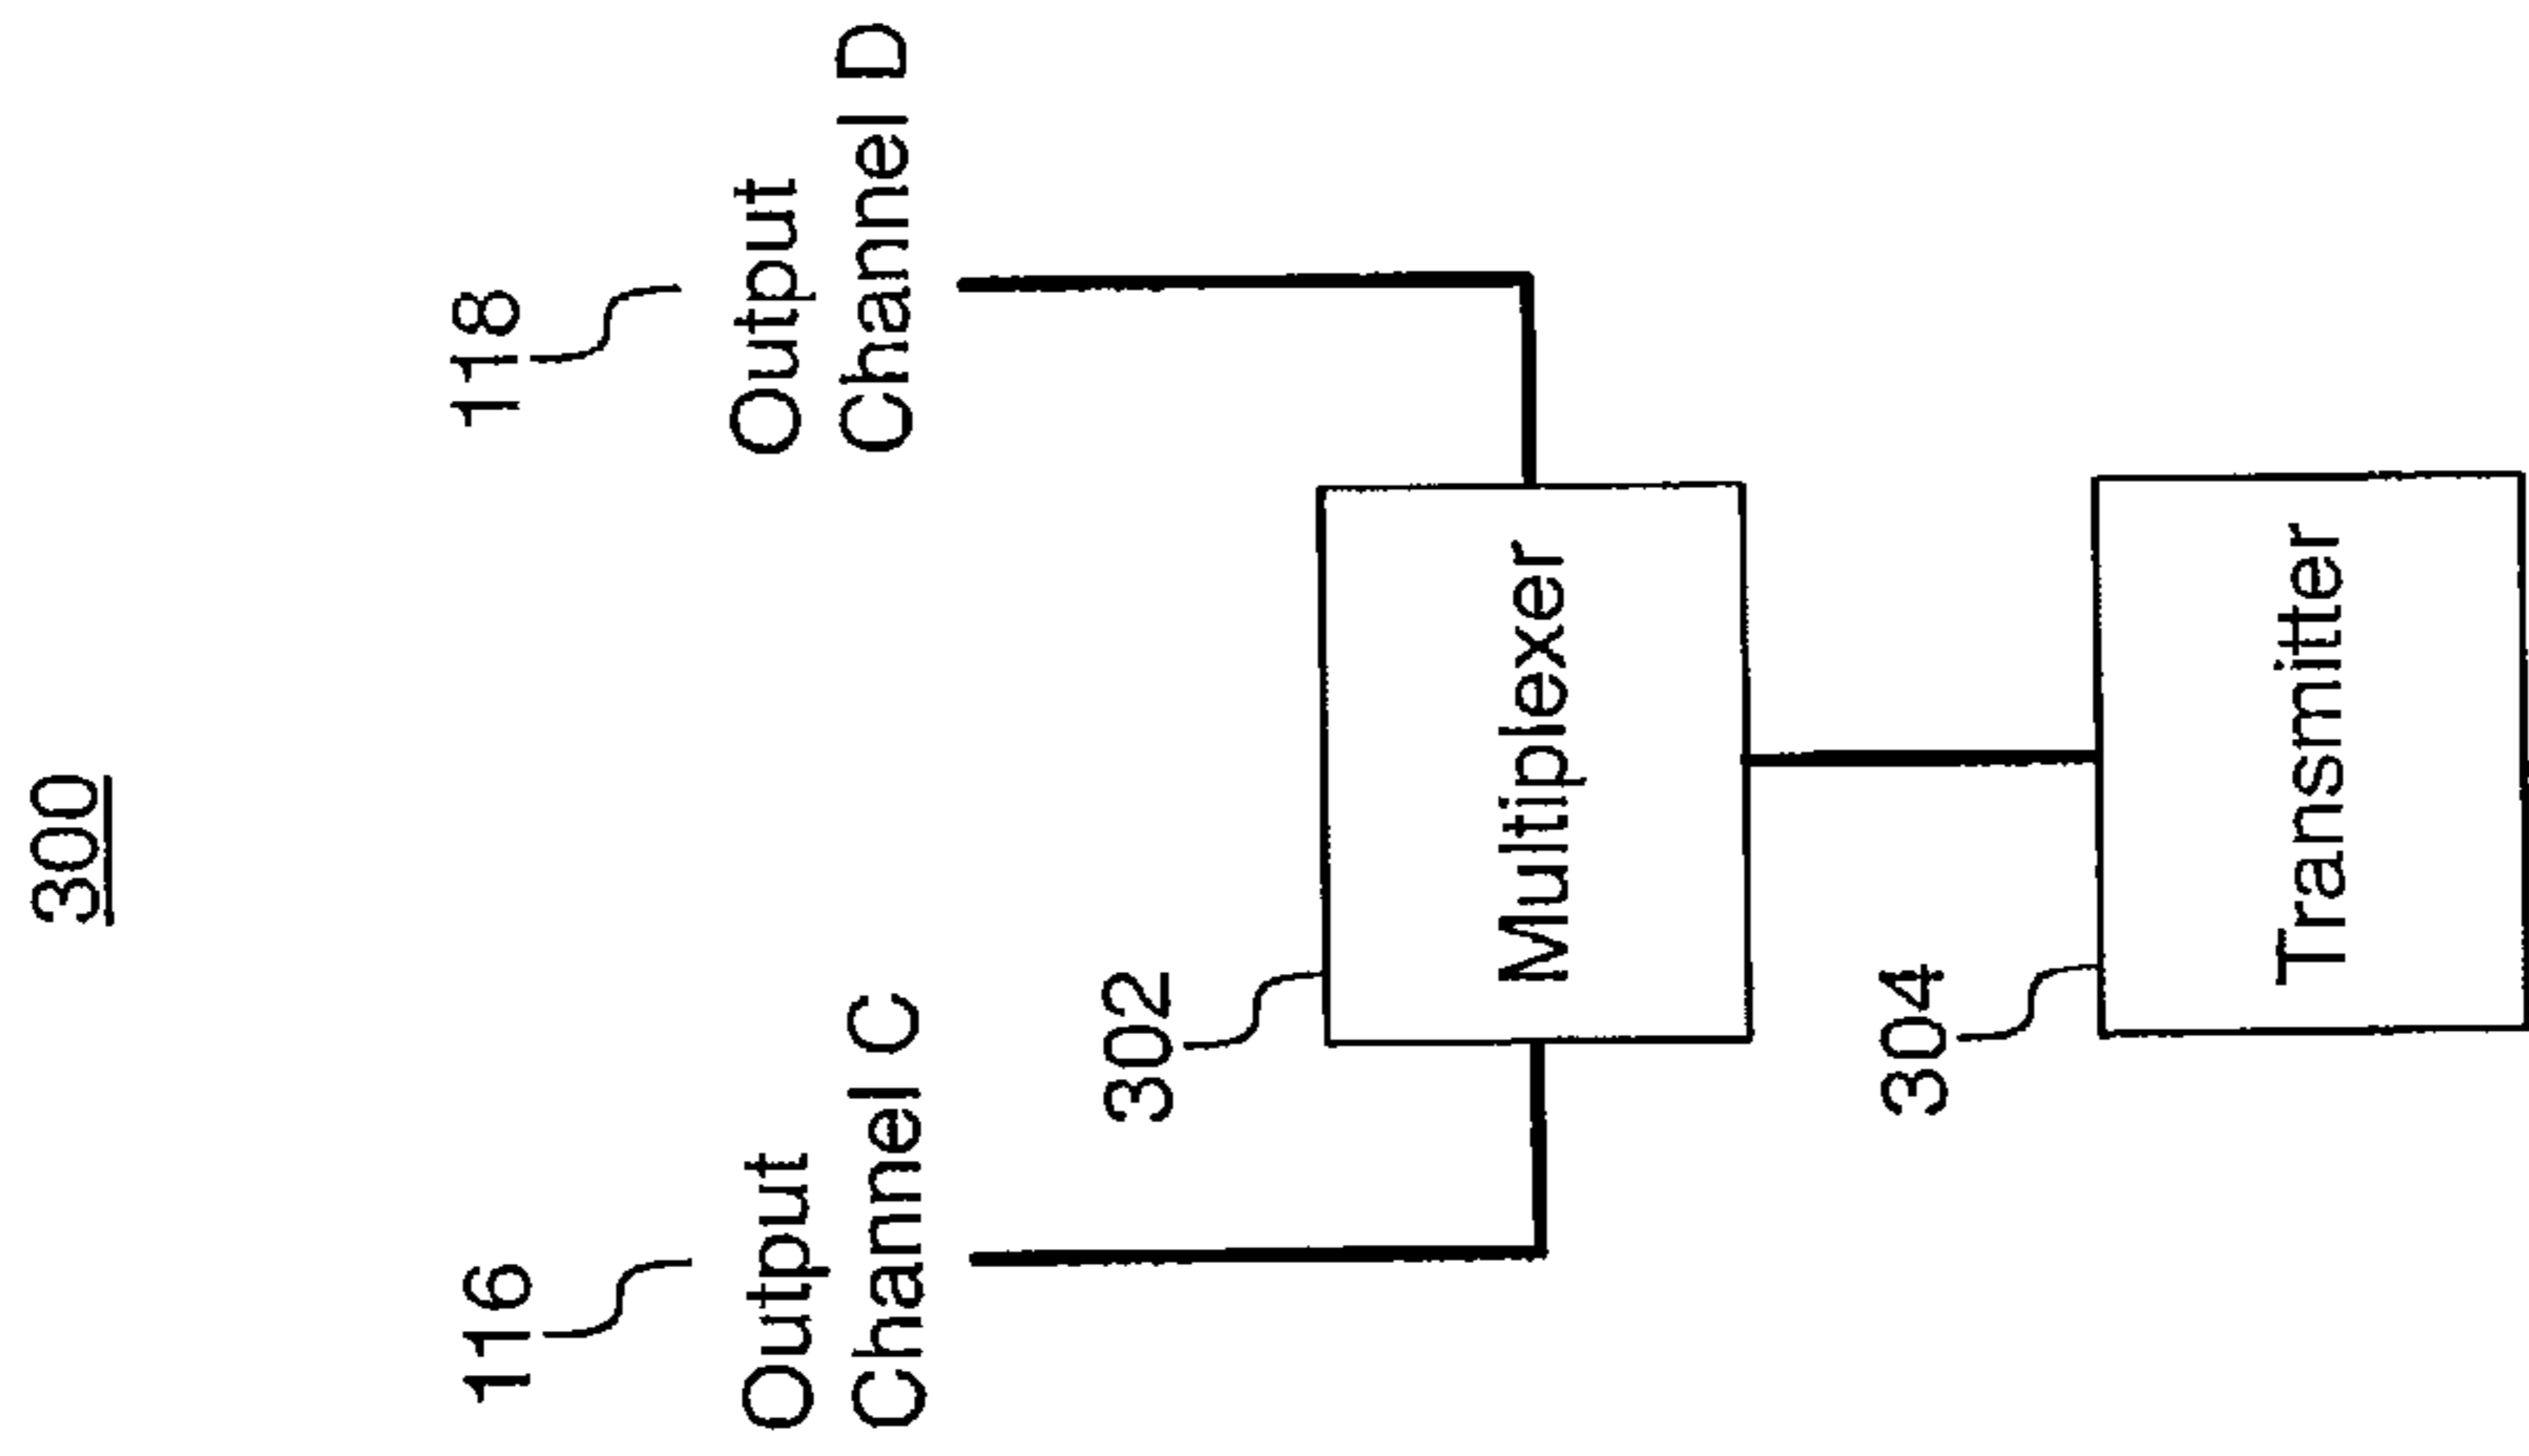 300
116
Output
Channel C
118
Output
Channel D
302
Multiplexer
304
Transmitter